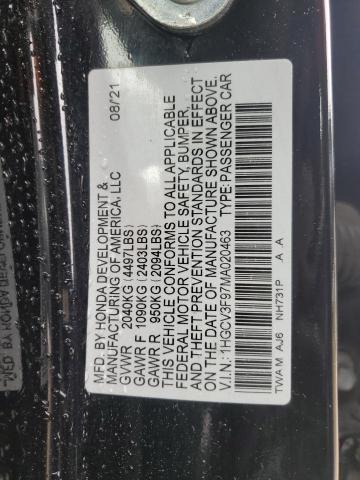 MFD BY HONDA DEVELOPMENT &
MANUFACTURING OF AMERICA, LLC 08/21
GVWR 2040KG (4497LBS)
GAWR F 1090KG (2403LBS)
GAWR R 950KG (2094LBS)
THIS VEHICLE CONFORMS TO ALL APPLICABLE
FEDERAL MOTOR VEHICLE SAFETY, BUMPER,
AND THEFT PREVENTION STANDARDS IN EFFECT
ON THE DATE OF MANUFACTURE SHOWN ABOVE.
V.I.N.: 1HGCV3F97MA020463 TYPE: PASSENGER CAR
TWA M AJ6 NH731P A A